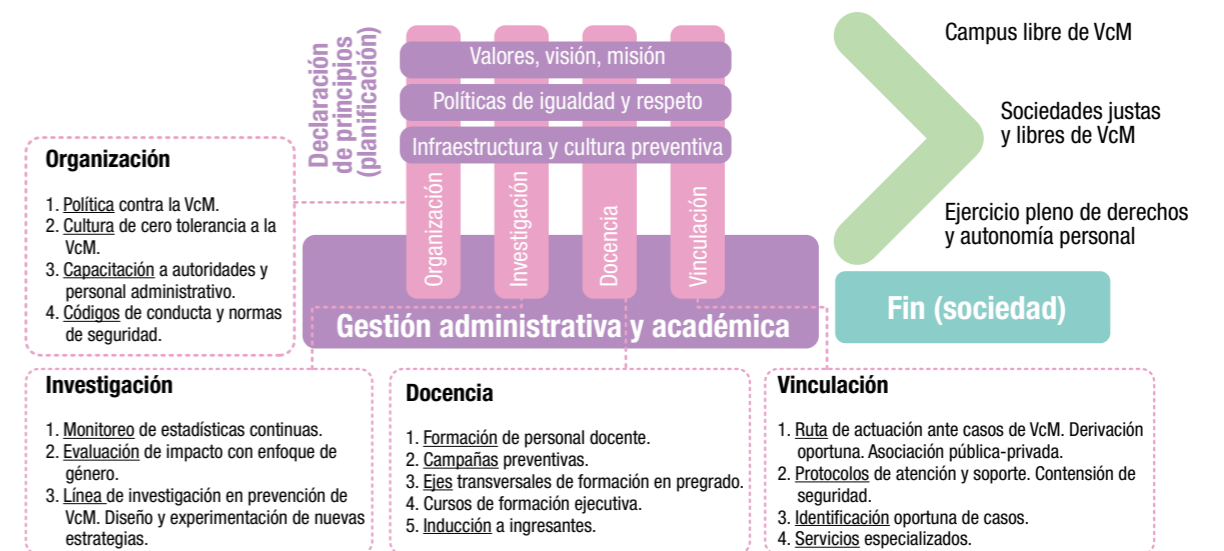 Declaración
de principios
(planificación)
Valores, visión, misión
Políticas de igualdad y respeto
Infraestructura y cultura preventiva
Organización
Investigación
Docencia
Vinculación
Gestión administrativa y académica
Campus libre de VcM
Sociedades justas
y libres de VcM
Ejercicio pleno de derechos
y autonomía personal
Fin (sociedad)
Organización
1. Política contra la VcM.
2. Cultura de cero tolerancia a la
VcM.
3. Capacitación a autoridades y
personal administrativo.
4. Códigos de conducta y normas
de seguridad.
Investigación
1. Monitoreo de estadísticas continuas.
2. Evaluación de impacto con enfoque de
género.
3. Línea de investigación en prevención de
VcM. Diseño y experimentación de nuevas
estrategias.
Docencia
1. Formación de personal docente.
2. Campañas preventivas.
3. Ejes transversales de formación en pregrado.
4. Cursos de formación ejecutiva.
5. Inducción a ingresantes.
Vinculación
1. Ruta de actuación ante casos de VcM. Derivación
oportuna. Asociación pública-privada.
2. Protocolos de atención y soporte. Contensión de
seguridad.
3. Identificación oportuna de casos.
4. Servicios especializados.